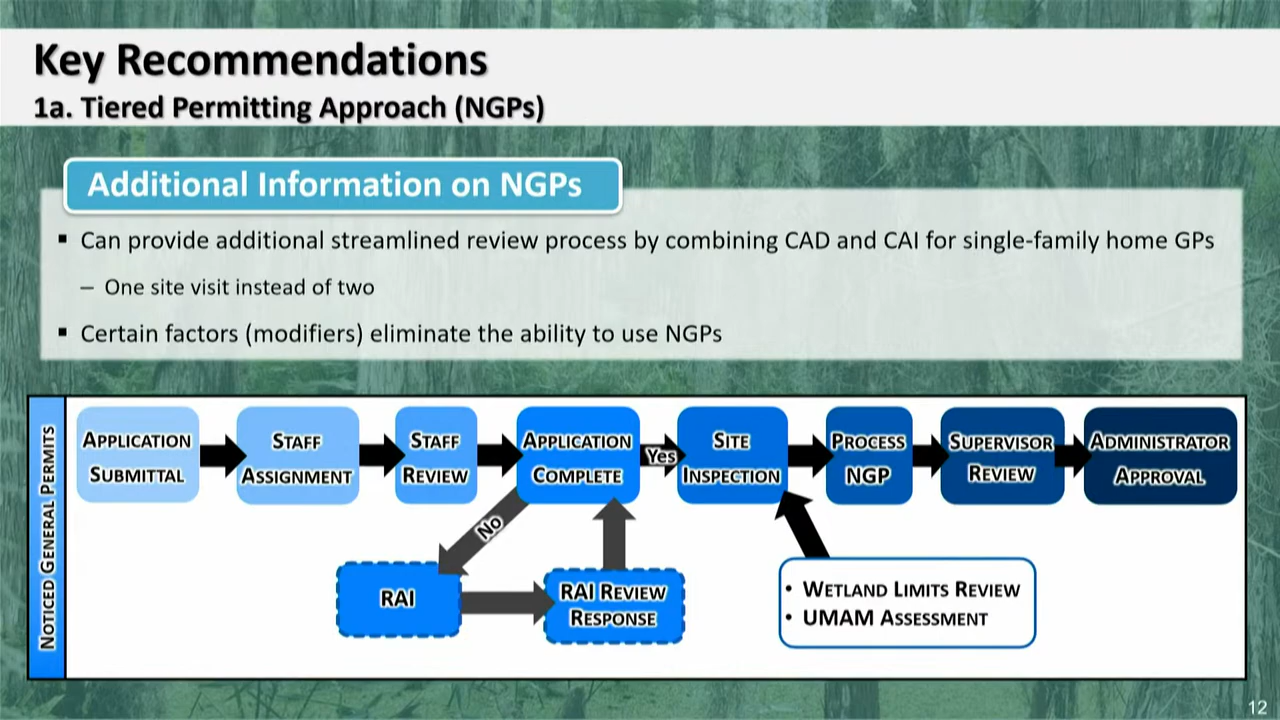 Key Recommendations
1a. Tiered Permitting Approach (NGPs)
Additional Information on NGPs
▪ Can provide additional streamlined review process by combining CAD and CAI for single-family home GPs
– One site visit instead of two
▪ Certain factors (modifiers) eliminate the ability to use NGPs
NOTICED GENERAL PERMITS
APPLICATION
SUBMITTAL
STAFF
ASSIGNMENT
STAFF
REVIEW
APPLICATION
COMPLETE
Yes
SITE
INSPECTION
PROCESS
NGP
SUPERVISOR
REVIEW
ADMINISTRATOR
APPROVAL
No
RAI
RAI REVIEW
RESPONSE
• WETLAND LIMITS REVIEW
• UMAM ASSESSMENT
12